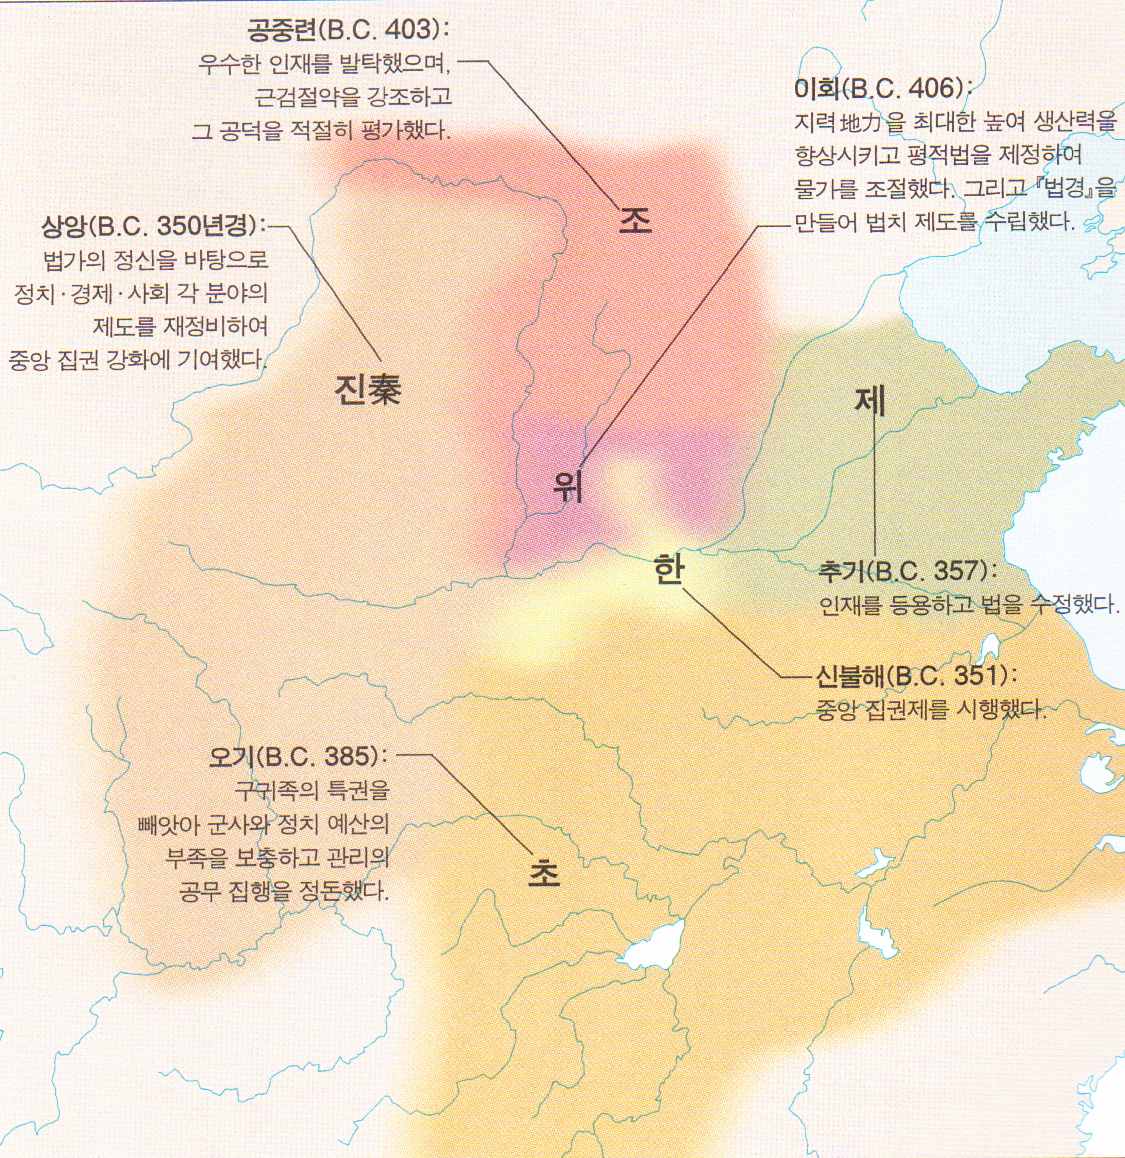 공중련(B.C. 403):
우수한 인재를 발탁했으며,
근검절약을 강조하고
그 공덕을 적절히 평가했다.
이회(B.C. 406):
지력地力을 최대한 높여 생산력을
향상시키고 평적법을 제정하여
물가를 조절했다. 그리고 『법경』을
만들어 법치 제도를 수립했다.
상앙(B.C. 350년경):
법가의 정신을 바탕으로
정치·경제·사회 각 분야의
제도를 재정비하여
중앙 집권 강화에 기여했다.
조
진秦
제
위
한
추기(B.C. 357):
인재를 등용하고 법을 수정했다.
신불해(B.C. 351):
중앙 집권제를 시행했다.
오기(B.C. 385):
구귀족의 특권을
빼앗아 군사와 정치 예산의
부족을 보충하고 관리의
공무 집행을 정돈했다.
초